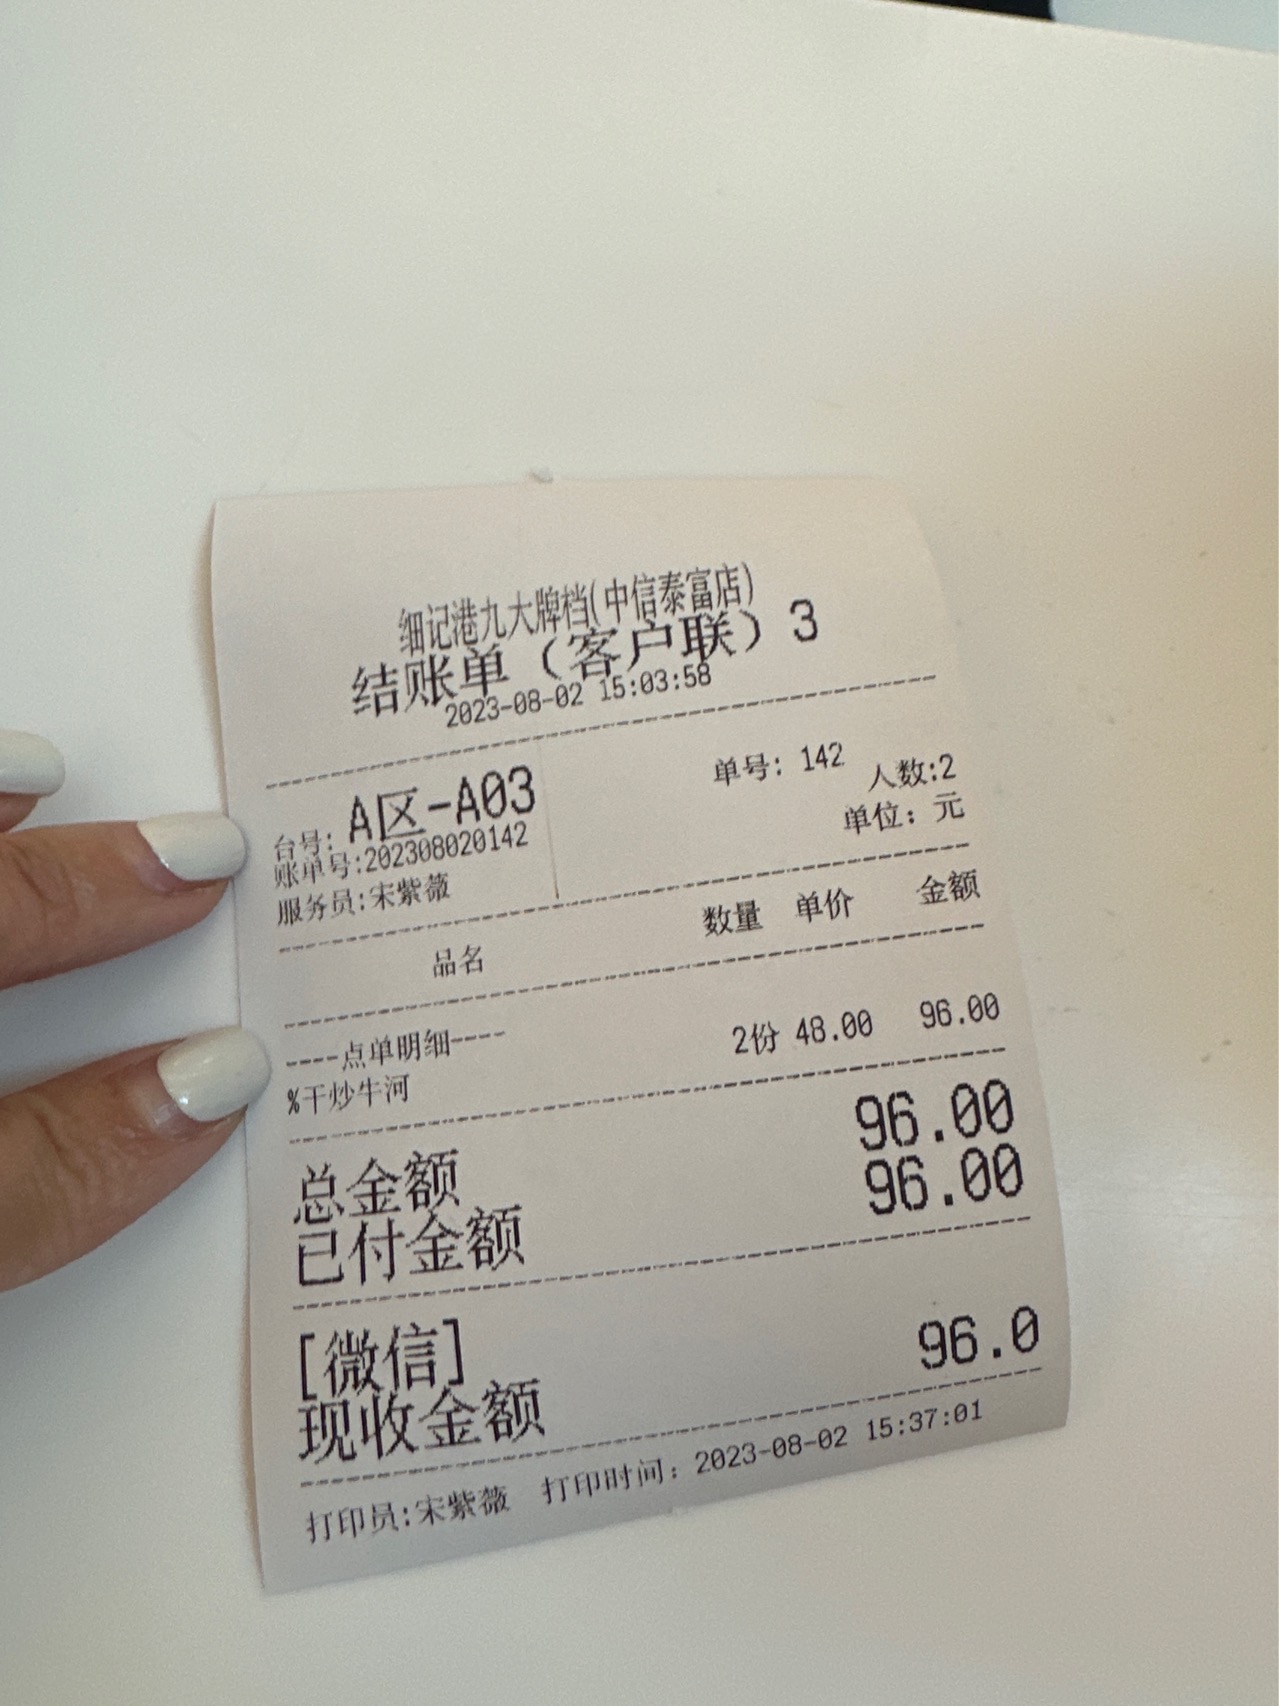 细记港九大牌档(中信泰富店)
结账单（客户联）3
2023-08-02 15:03:58
台号: A区-A03 单号: 142
账单号:202308020142 人数:2
服务员:宋紫薇 单位: 元
品名 数量 单价 金额
----点单明细----
%干炒牛河 2份 48.00 96.00
总金额 96.00
已付金额 96.00
[微信]
现收金额 96.0
打印员:宋紫薇 打印时间: 2023-08-02 15:37:01